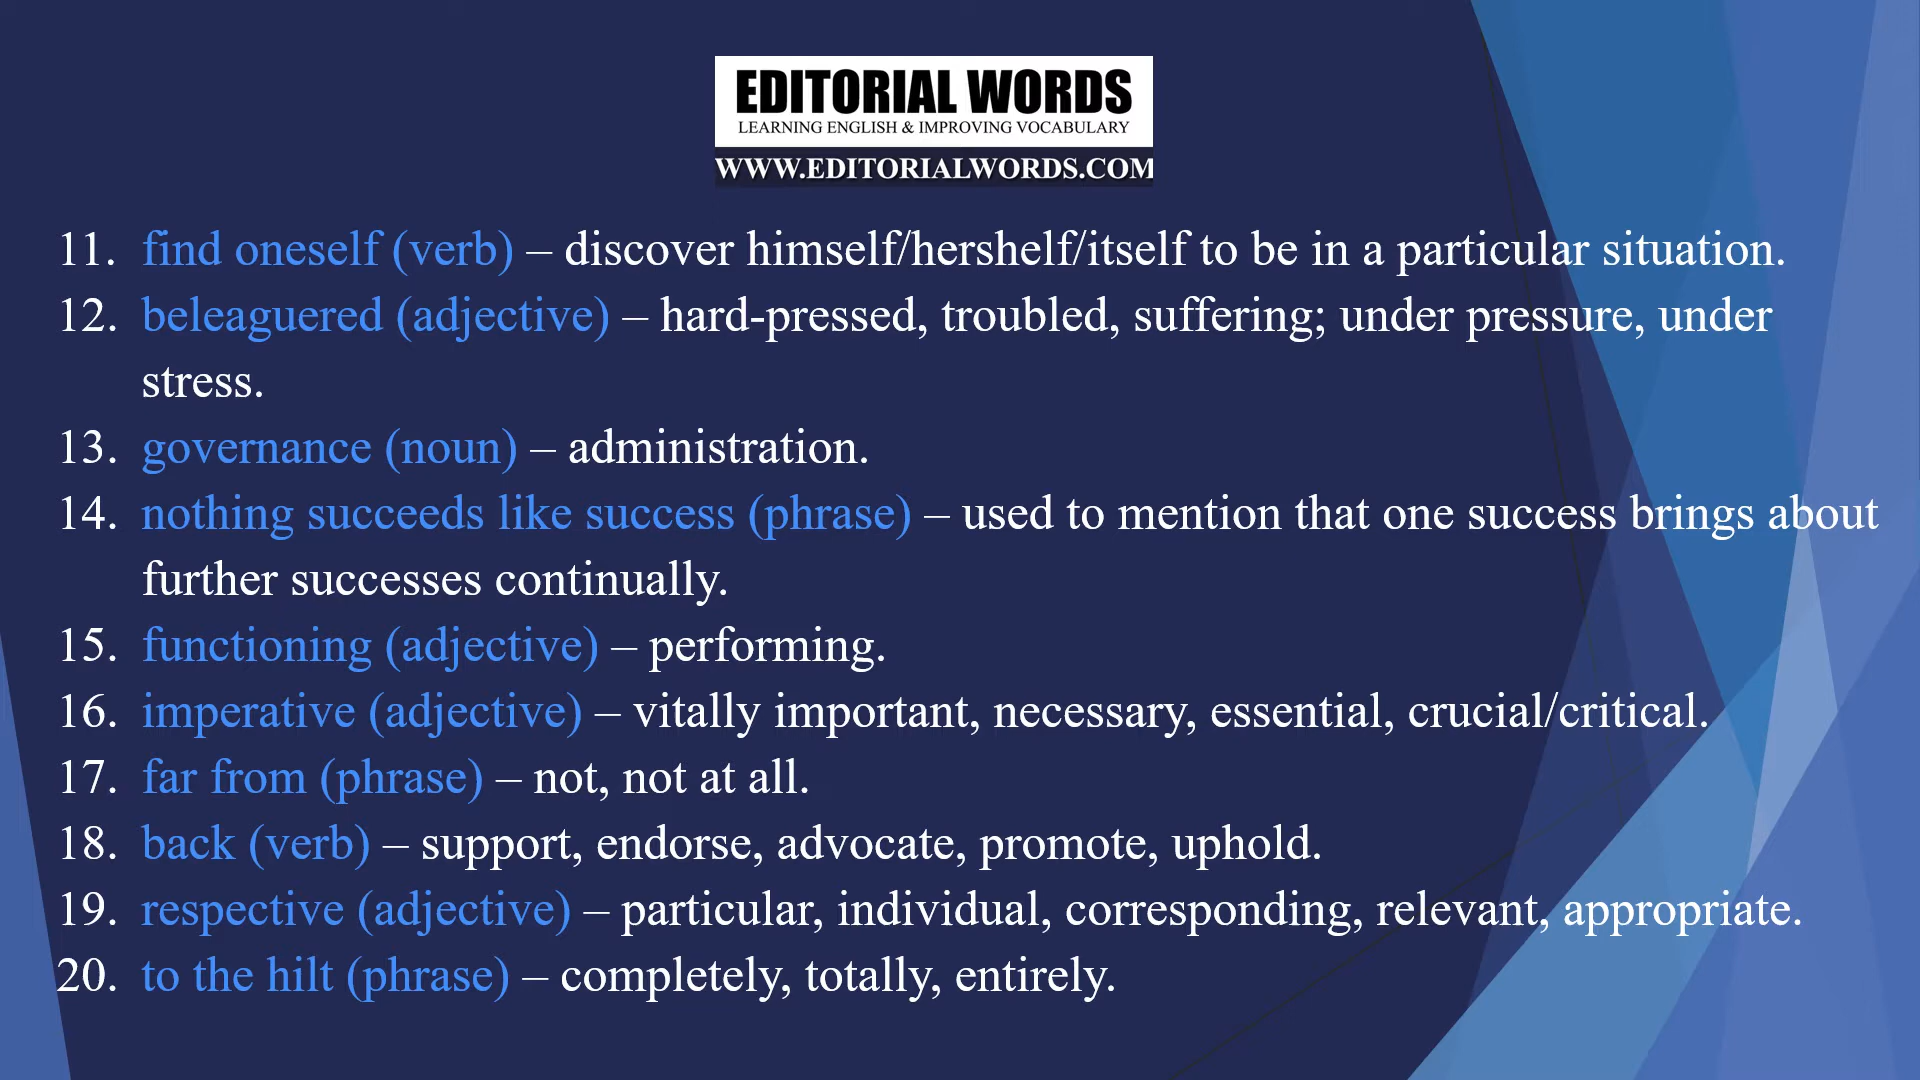 EDITORIAL WORDS
LEARNING ENGLISH & IMPROVING VOCABULARY
WWW.EDITORIALWORDS.COM
11. find oneself (verb) – discover himself/hershelf/itself to be in a particular situation.
12. beleaguered (adjective) – hard-pressed, troubled, suffering; under pressure, under
stress.
13. governance (noun) – administration.
14. nothing succeeds like success (phrase) – used to mention that one success brings about
further successes continually.
15. functioning (adjective) – performing.
16. imperative (adjective) – vitally important, necessary, essential, crucial/critical.
17. far from (phrase) – not, not at all.
18. back (verb) – support, endorse, advocate, promote, uphold.
19. respective (adjective) – particular, individual, corresponding, relevant, appropriate.
20. to the hilt (phrase) – completely, totally, entirely.